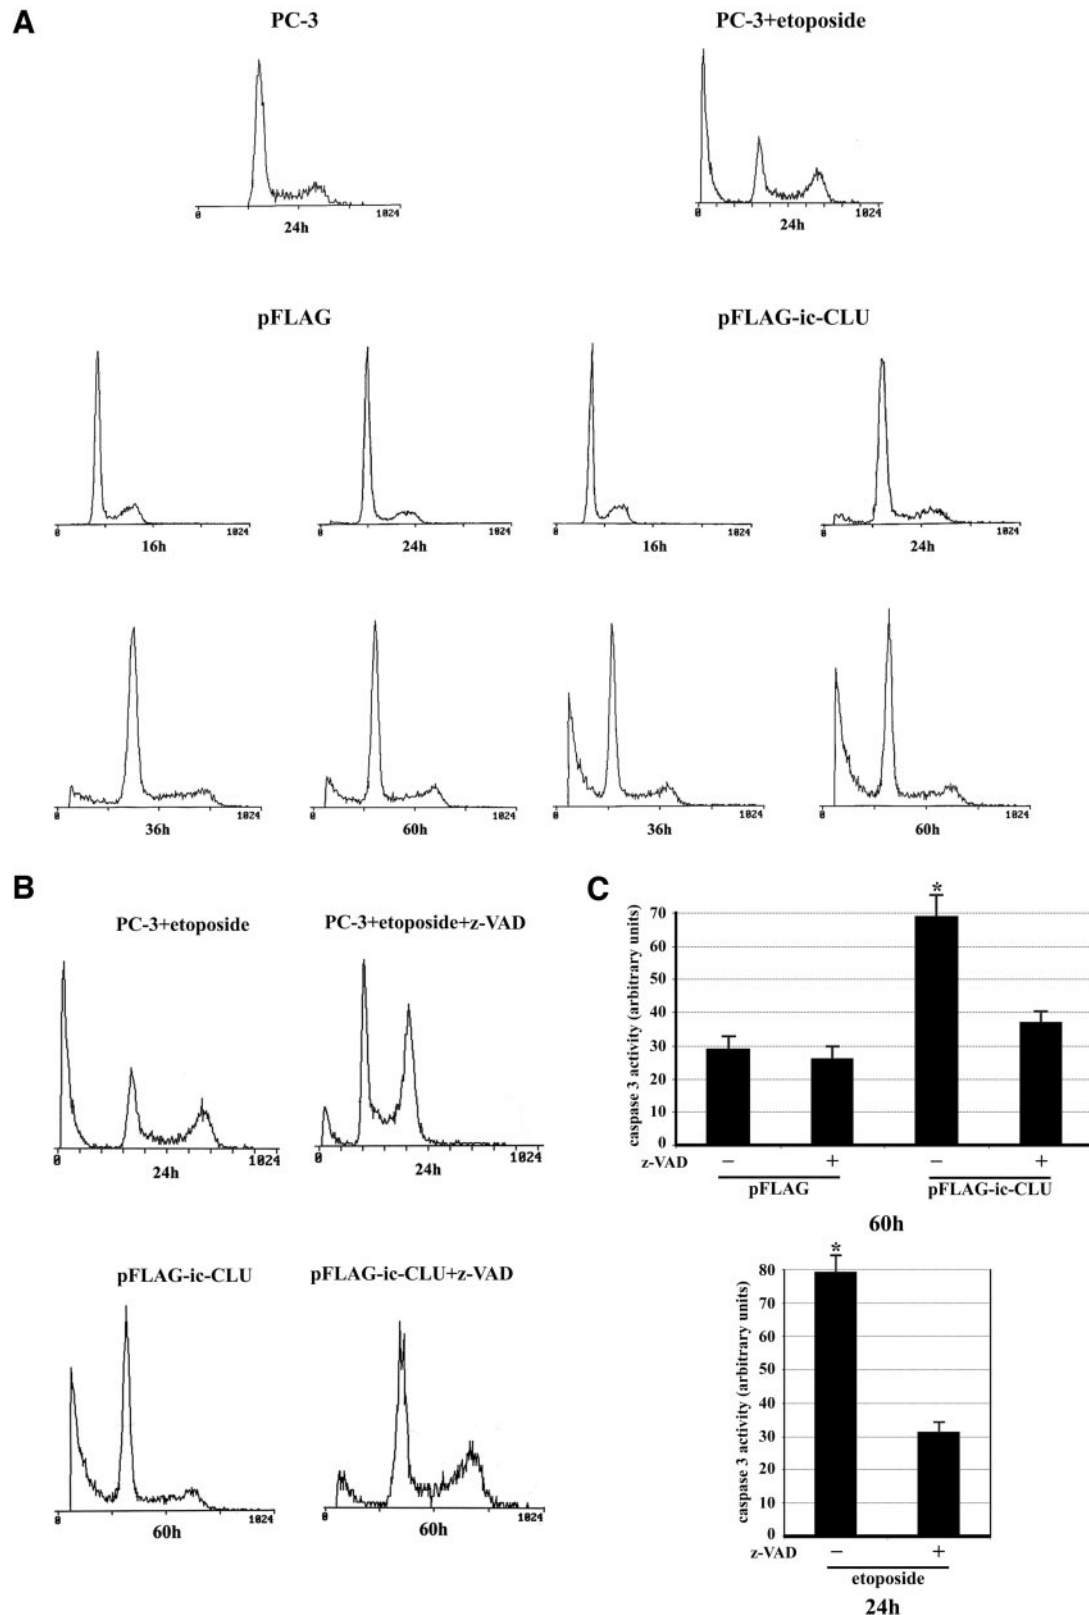 A
PC-3
PC-3+etoposide
0 1024
24h
0 1024
24h
pFLAG
pFLAG-ic-CLU
0 1024
16h
0 1024
24h
0 1024
16h
0 1024
24h
0 1024
36h
0 1024
60h
0 1024
36h
0 1024
60h
B
PC-3+etoposide
PC-3+etoposide+z-VAD
0 1024
24h
0 1024
24h
pFLAG-ic-CLU
pFLAG-ic-CLU+z-VAD
0 1024
60h
0 1024
60h
C
caspase 3 activity (arbitrary units)
70
60
50
40
30
20
10
0
*
z-VAD − + − +
pFLAG pFLAG-ic-CLU
60h
caspase 3 activity (arbitrary units)
80
70
60
50
40
30
20
10
0
*
z-VAD − +
etoposide
24h